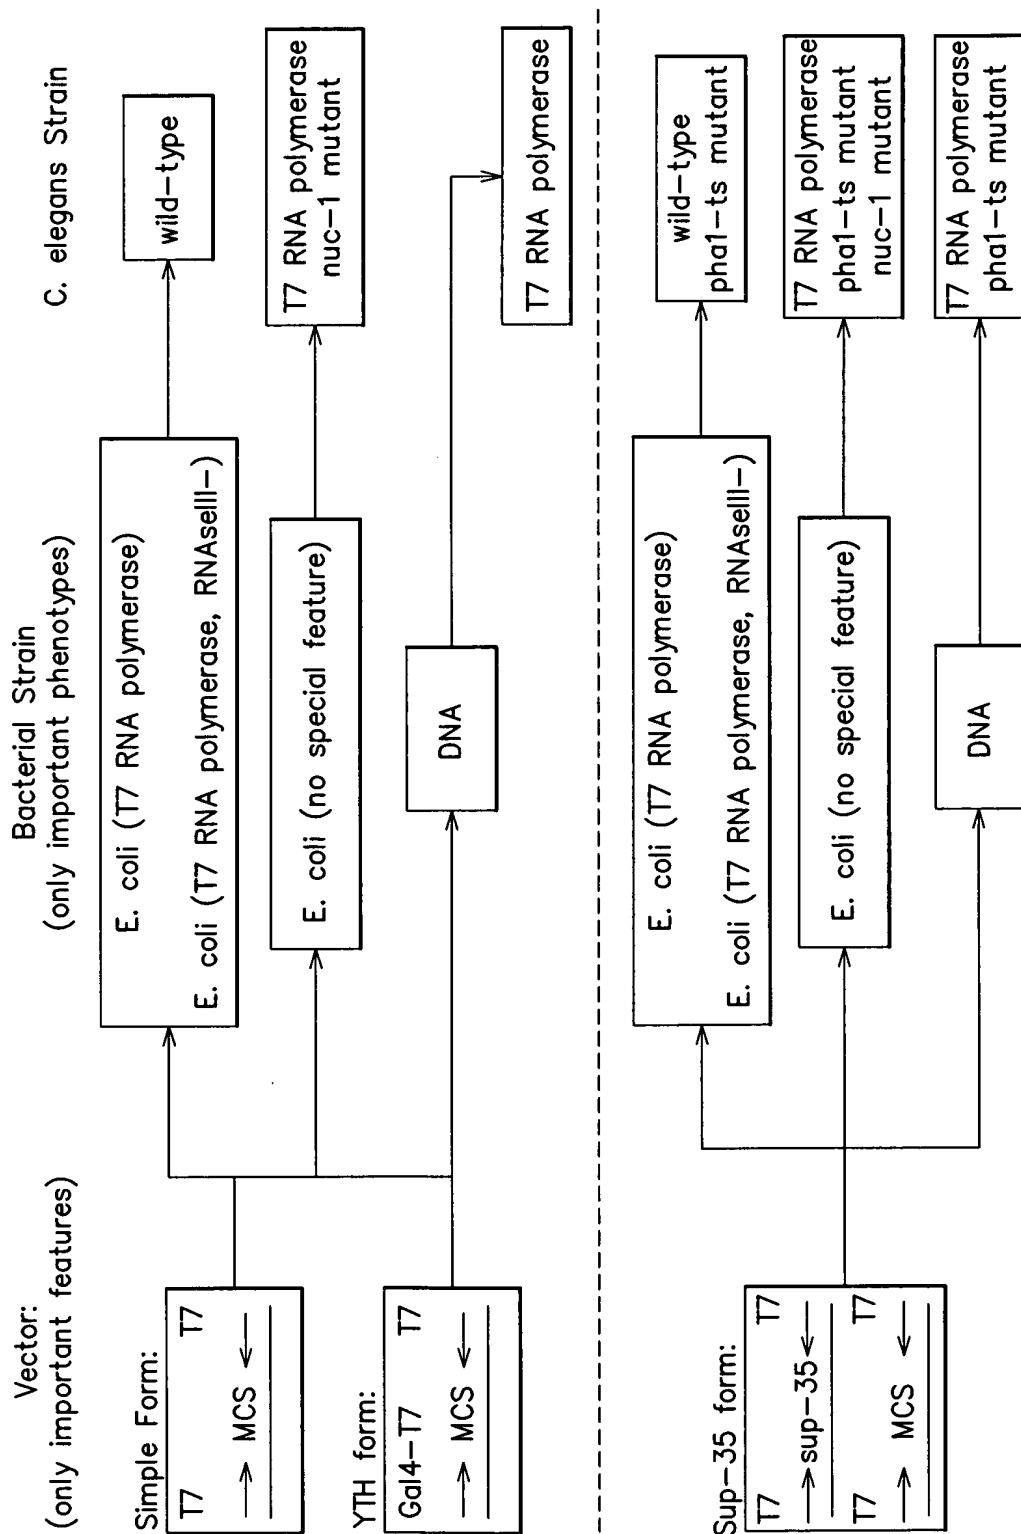 Vector:
(only important features)
Bacterial Strain
(only important phenotypes)
C. elegans Strain
Simple Form:
T7 T7
MCS
YTH form:
Gal4-T7 T7
MCS
E. coli (T7 RNA polymerase)
E. coli (T7 RNA polymerase, RNAseIII-)
E. coli (no special feature)
DNA
wild-type
T7 RNA polymerase
nuc-1 mutant
T7 RNA polymerase
Sup-35 form:
T7 T7
sup-35
T7 T7
MCS
E. coli (T7 RNA polymerase)
E. coli (T7 RNA polymerase, RNAseIII-)
E. coli (no special feature)
DNA
wild-type
pha1-ts mutant
T7 RNA polymerase
pha1-ts mutant
nuc-1 mutant
T7 RNA polymerase
pha1-ts mutant